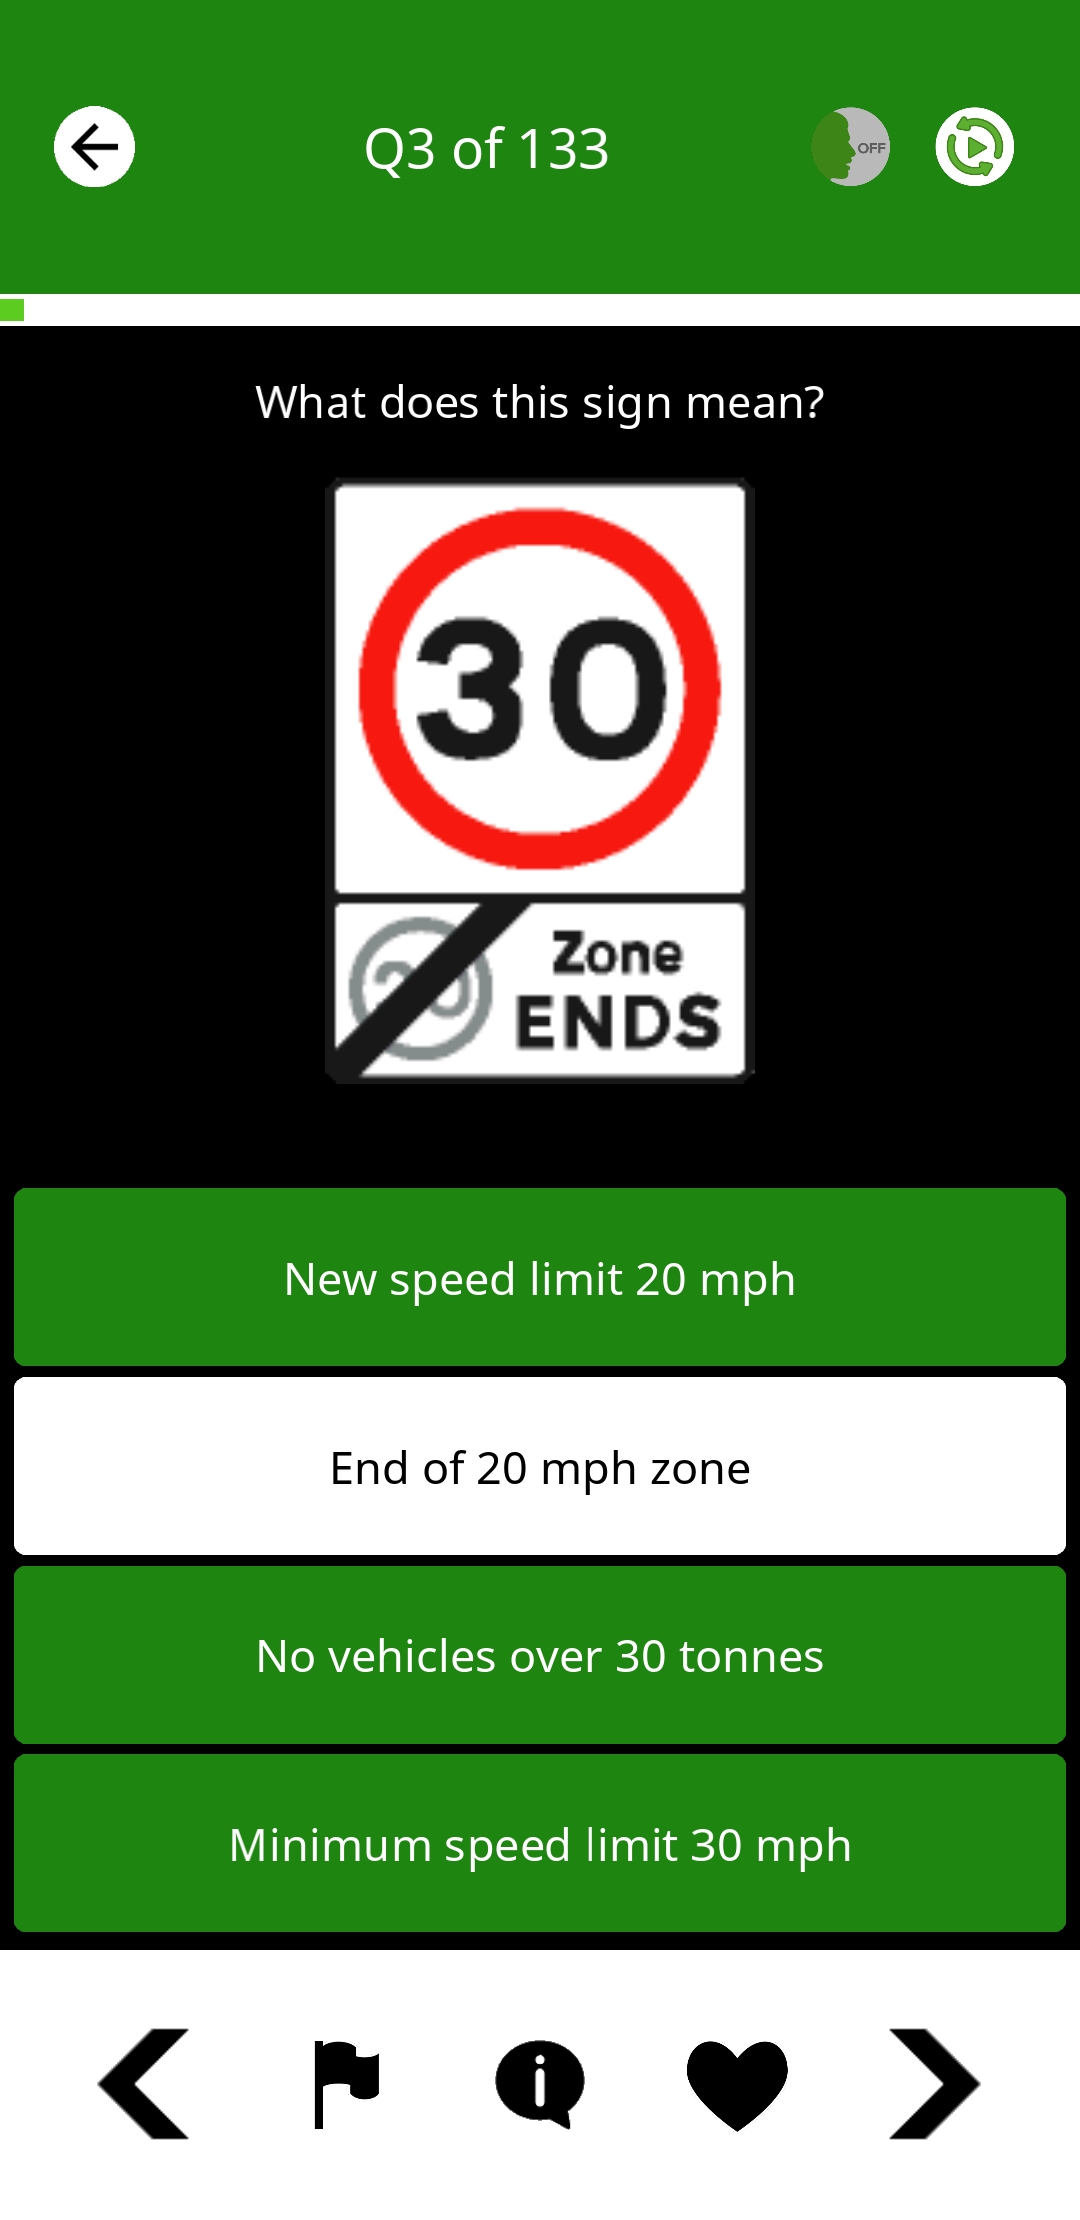 Q3 of 133
OFF
What does this sign mean?
30
20 Zone
ENDS
New speed limit 20 mph
End of 20 mph zone
No vehicles over 30 tonnes
Minimum speed limit 30 mph